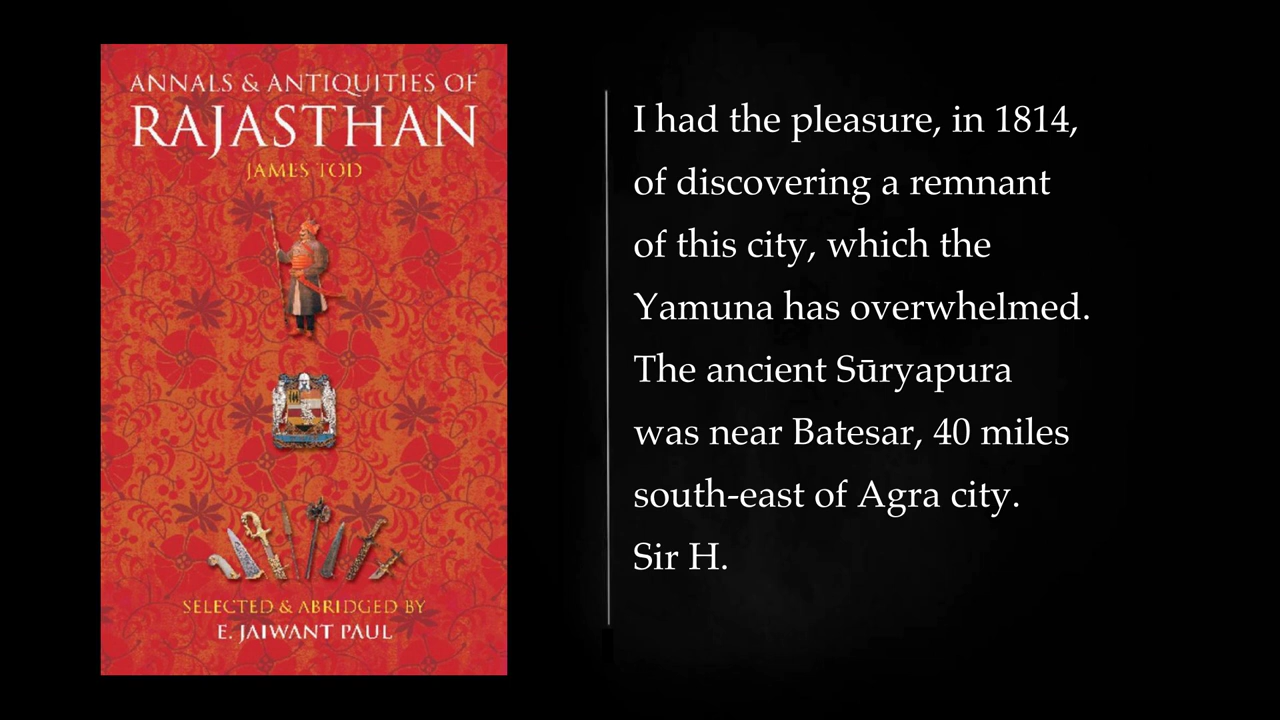 ANNALS & ANTIQUITIES OF
RAJASTHAN
JAMES TOD
SELECTED & ABRIDGED BY
E. JAIWANT PAUL
I had the pleasure, in 1814,
of discovering a remnant
of this city, which the
Yamuna has overwhelmed.
The ancient Sūryapura
was near Batesar, 40 miles
south-east of Agra city.
Sir H.